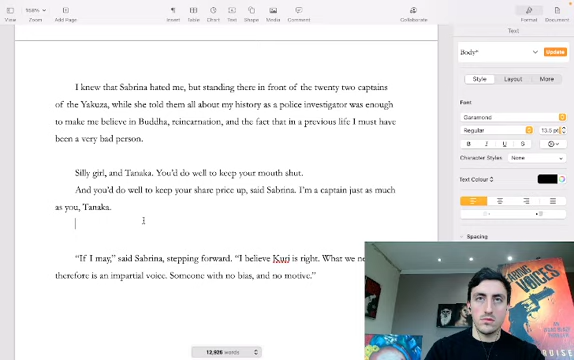 108%
View
Zoom
Add Page
Insert
Table
Chart
Text
Shape
Media
Comment
Collaborate
Format
Document
Text
Body*
Update
Style
Layout
More
Font
Garamond
Regular
13.5 pt
B I U S
Character Styles
None
Text Colour
Spacing
I knew that Sabrina hated me, but standing there in front of the twenty two captains
of the Yakuza, while she told them all about my history as a police investigator was enough
to make me believe in Buddha, reincarnation, and the fact that in a previous life I must have
been a very bad person.
Silly girl, and Tanaka. You'd do well to keep your mouth shut.
And you'd do well to keep your share price up, said Sabrina. I'm a captain just as much
as you, Tanaka.
"If I may," said Sabrina, stepping forward. "I believe Kuri is right. What we ne
therefore is an impartial voice. Someone with no bias, and no motive."
12,926 words
VOICES